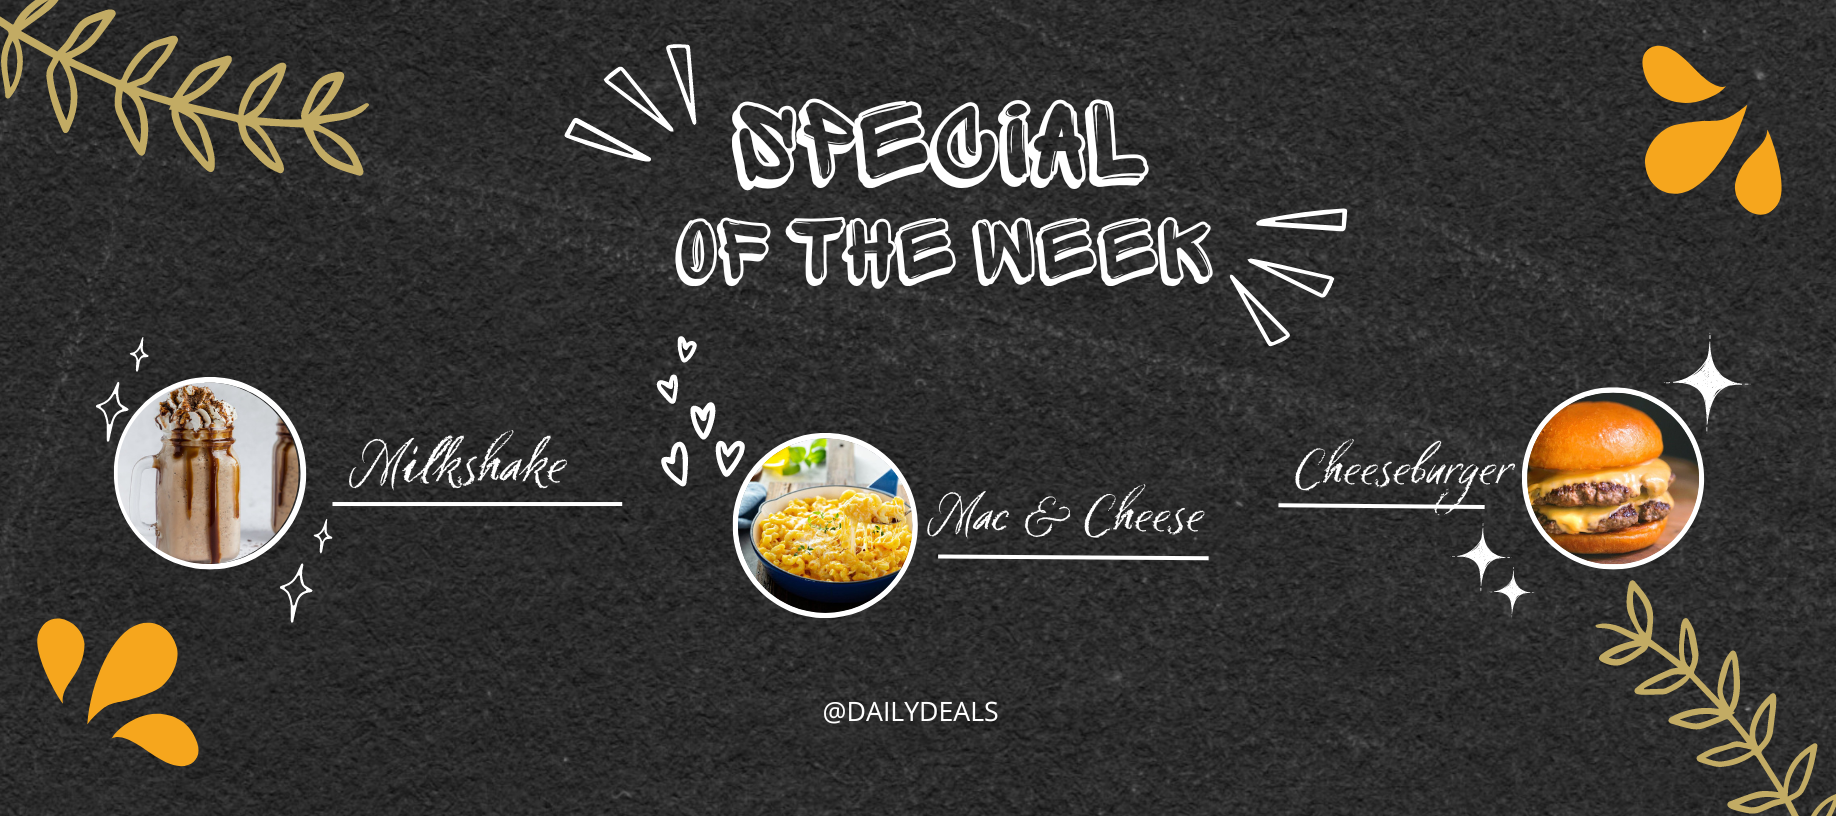 SPECIAL
OF THE WEEK
Milkshake
Mac & Cheese
Cheeseburger
@DAILYDEALS